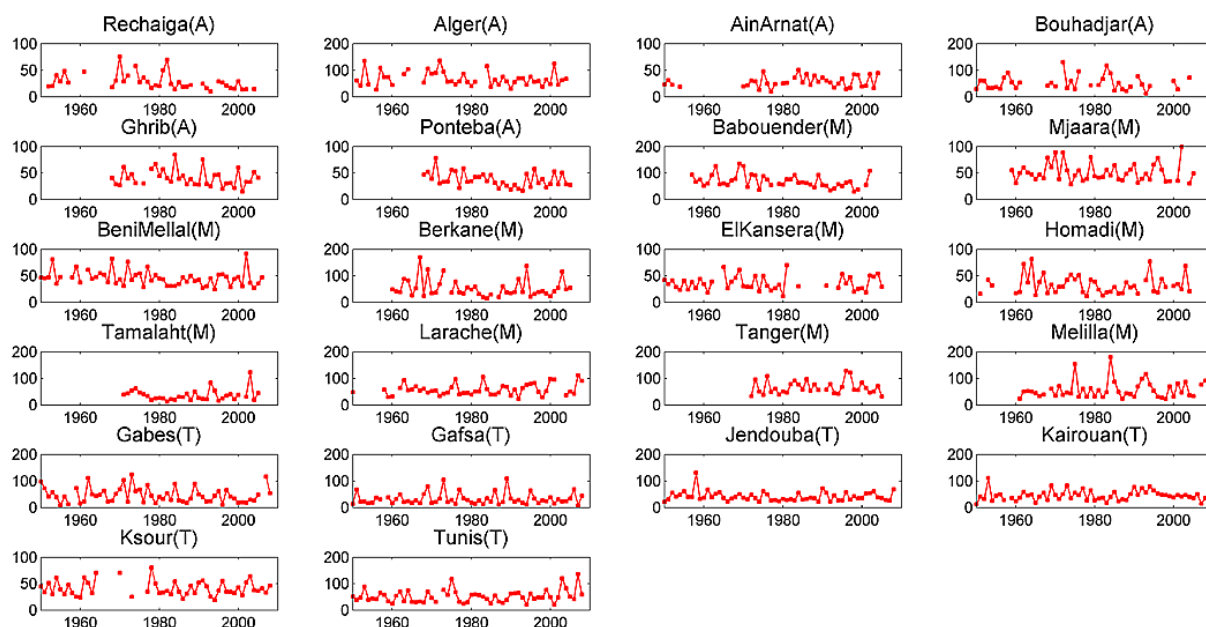 Rechaiga(A) Alger(A) AinArnat(A) Bouhadjar(A)
100 200 100 200
50 100 50 100
0 0 0 0
1960 1980 2000 1960 1980 2000 1960 1980 2000 1960 1980 2000
Ghrib(A) Ponteba(A) Babouender(M) Mjaara(M)
100 100 200 100
50 50 100 50
0 0 0 0
1960 1980 2000 1960 1980 2000 1960 1980 2000 1960 1980 2000
BeniMellal(M) Berkane(M) ElKansera(M) Homadi(M)
100 200 100 100
50 100 50 50
0 0 0 0
1960 1980 2000 1960 1980 2000 1960 1980 2000 1960 1980 2000
Tamalaht(M) Larache(M) Tanger(M) Melilla(M)
200 200 200 200
100 100 100 100
0 0 0 0
1960 1980 2000 1960 1980 2000 1960 1980 2000 1960 1980 2000
Gabes(T) Gafsa(T) Jendouba(T) Kairouan(T)
200 200 200 200
100 100 100 100
0 0 0 0
1960 1980 2000 1960 1980 2000 1960 1980 2000 1960 1980 2000
Ksour(T) Tunis(T)
100 200
50 100
0 0
1960 1980 2000 1960 1980 2000